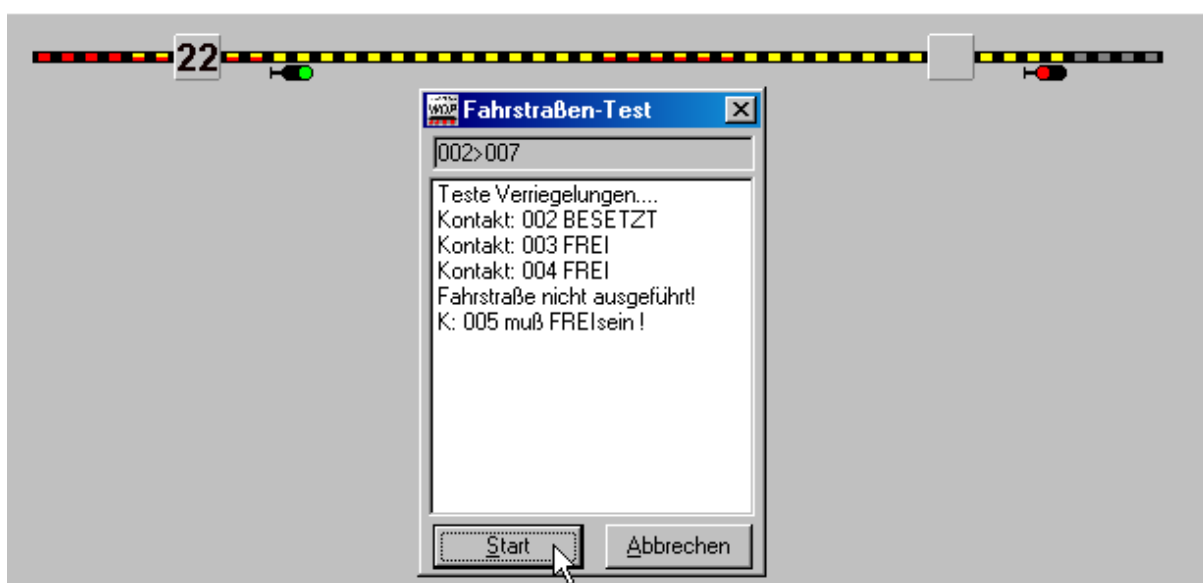 22
Fahrstraßen-Test
002>007
Teste Verriegelungen....
Kontakt: 002 BESETZT
Kontakt: 003 FREI
Kontakt: 004 FREI
Fahrstraße nicht ausgeführt!
K: 005 muß FREIsein !
Start
Abbrechen